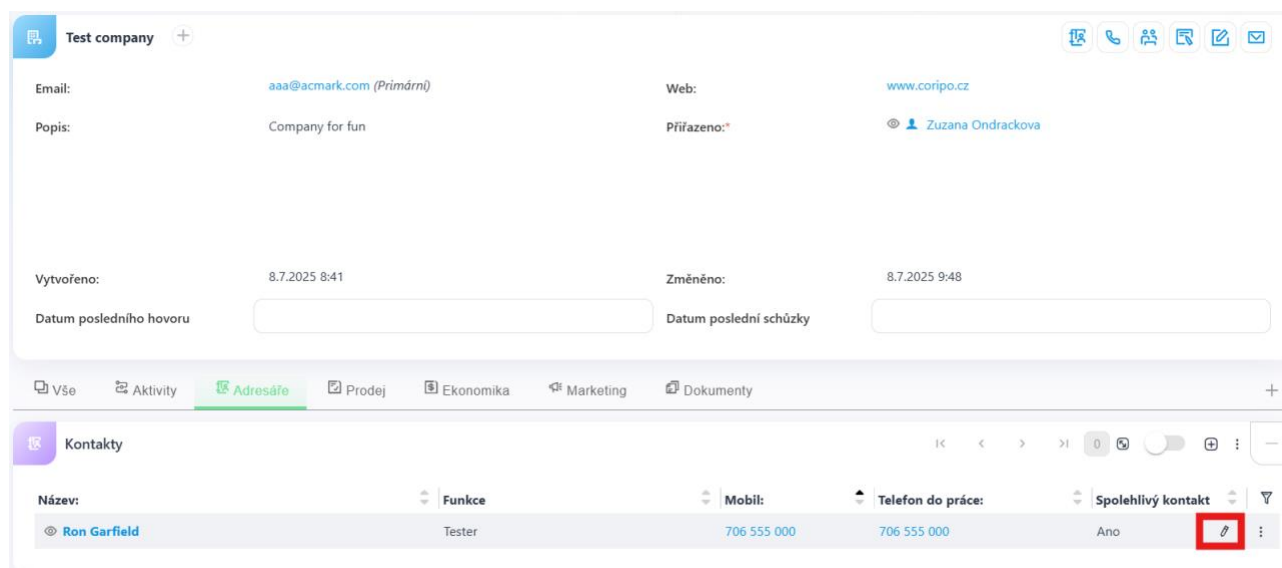 Test company
Email: aaa@acmark.com (Primární) Web: www.coripo.cz
Popis: Company for fun Přiřazeno:* Zuzana Ondrackova
Vytvořeno: 8.7.2025 8:41 Změněno: 8.7.2025 9:48
Datum posledního hovoru Datum poslední schůzky
Vše Aktivity Adresáře Prodej Ekonomika Marketing Dokumenty
Kontakty 0
Název: Funkce Mobil: Telefon do práce: Spolehlivý kontakt
Ron Garfield Tester 706 555 000 706 555 000 Ano